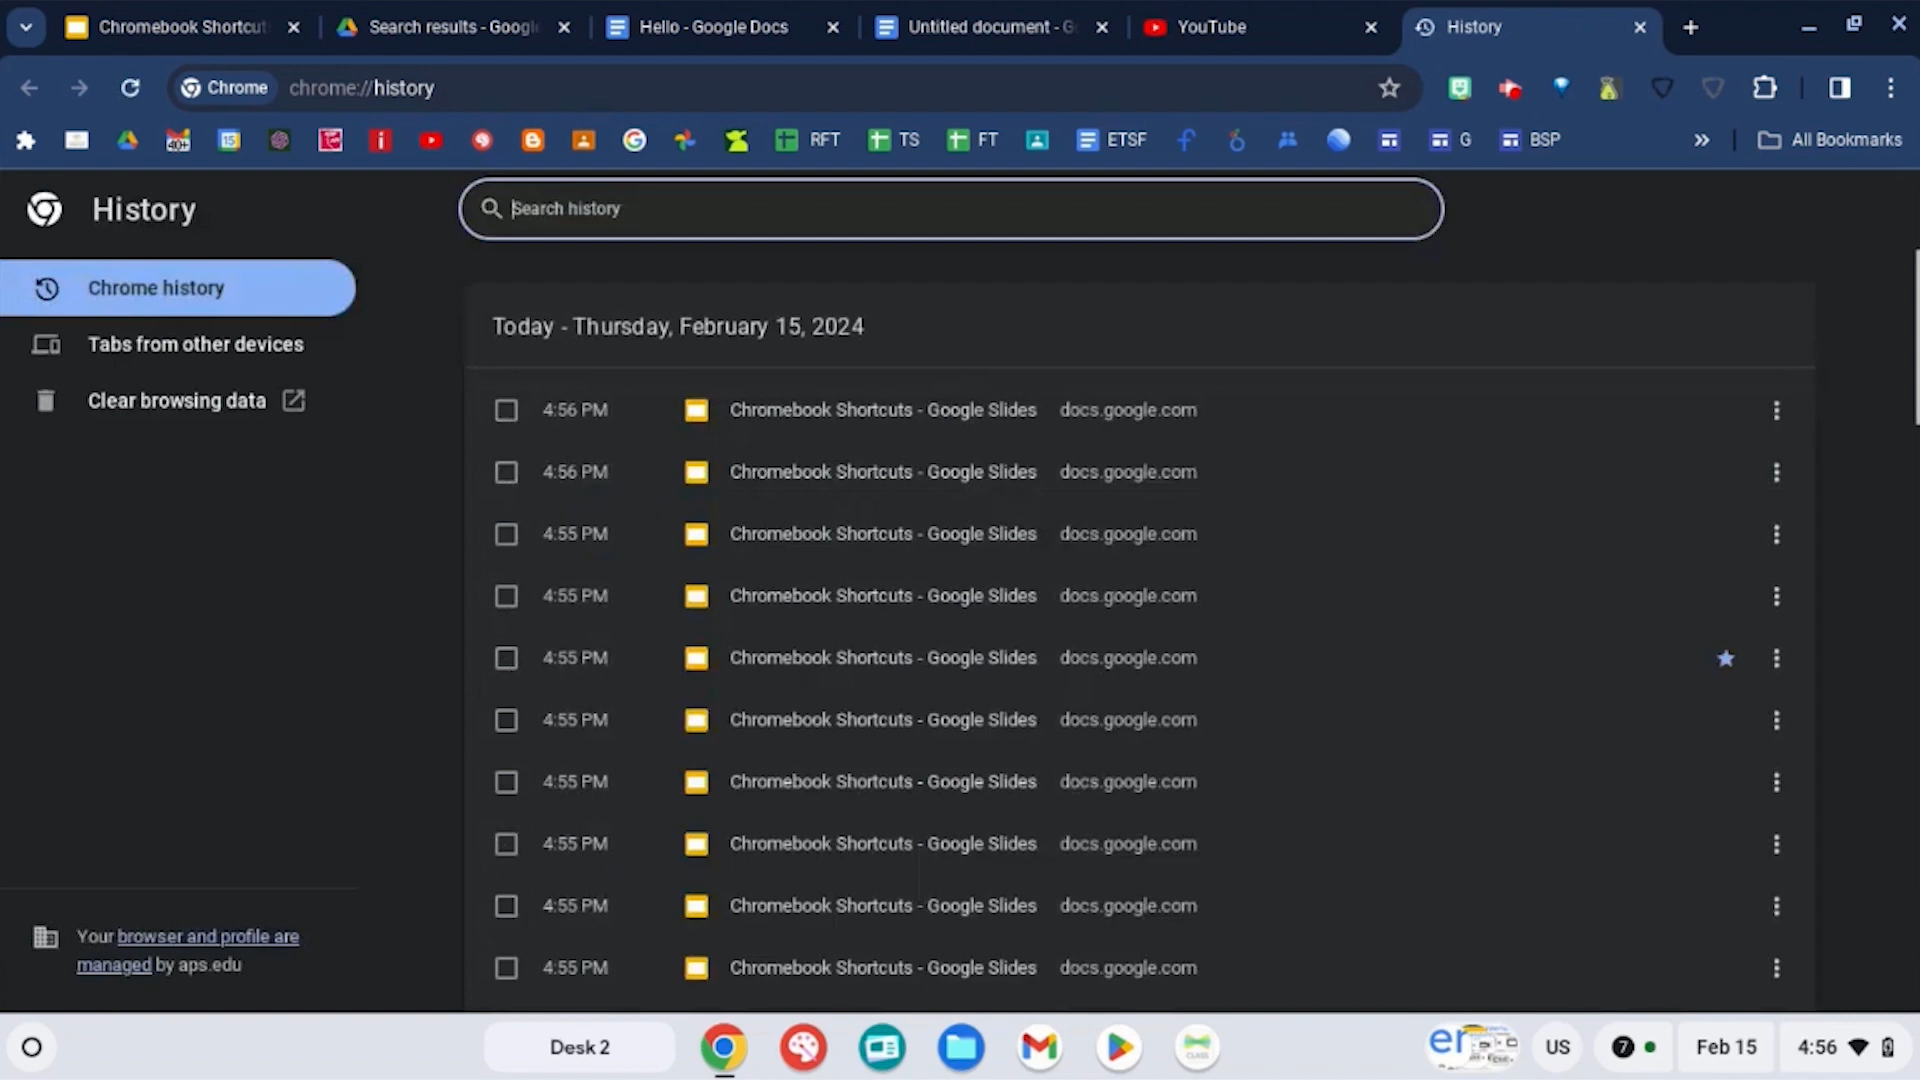 Chromebook Shortcut
Search results - Googl
Hello - Google Docs
Untitled document - G
YouTube
History
Chrome
chrome://history
40+
15
RFT
TS
FT
ETSF
G
BSP
All Bookmarks
History
Search history
Chrome history
Tabs from other devices
Clear browsing data
Today - Thursday, February 15, 2024
4:56 PM Chromebook Shortcuts - Google Slides docs.google.com
4:56 PM Chromebook Shortcuts - Google Slides docs.google.com
4:55 PM Chromebook Shortcuts - Google Slides docs.google.com
4:55 PM Chromebook Shortcuts - Google Slides docs.google.com
4:55 PM Chromebook Shortcuts - Google Slides docs.google.com
4:55 PM Chromebook Shortcuts - Google Slides docs.google.com
4:55 PM Chromebook Shortcuts - Google Slides docs.google.com
4:55 PM Chromebook Shortcuts - Google Slides docs.google.com
4:55 PM Chromebook Shortcuts - Google Slides docs.google.com
4:55 PM Chromebook Shortcuts - Google Slides docs.google.com
Your browser and profile are
managed by aps.edu
Desk 2
CLASS
er
US
7
Feb 15
4:56